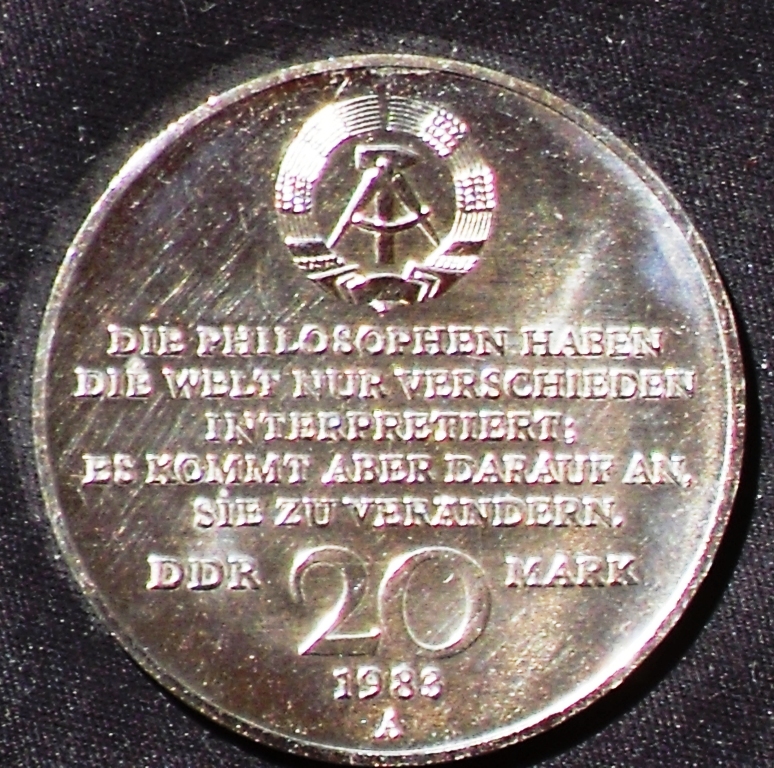 DIE PHILOSOPHEN HABEN
DIE WELT NUR VERSCHIEDEN
INTERPRETIERT;
ES KOMMT ABER DARAUF AN,
SIE ZU VERÄNDERN.
DDR 20 MARK
1983
A